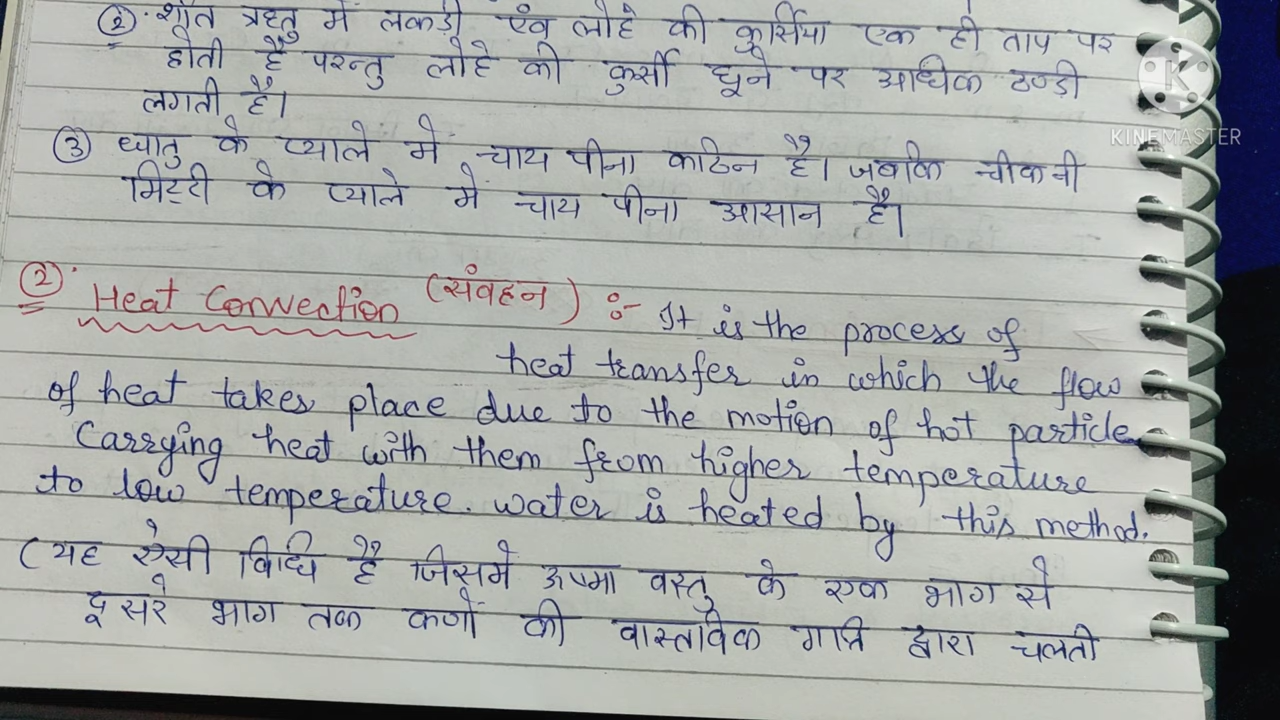 ② शीत ऋतु में लकड़ी एंव लोहे की कुर्सिया एक ही ताप पर
होती है परन्तु लोहे की कुर्सी छूने पर अधिक ठण्ड़ी
लगती है।
③ धातु के प्याले में चाय पीना कठिन है। जबकि चीकनी
मिट्टी के प्याले में चाय पीना आसान है।
② Heat Convection (संवहन) :- It is the process of
heat transfer in which the flow
of heat takes place due to the motion of hot particle
Carrying heat with them from higher temperature
to low temperature. water is heated by this method.
(यह ऐसी विधि है जिसमे ऊष्मा वस्तु के एक भाग से
दूसरे भाग तक कणों की वास्तविक गति द्वारा चलती
KINEMASTER